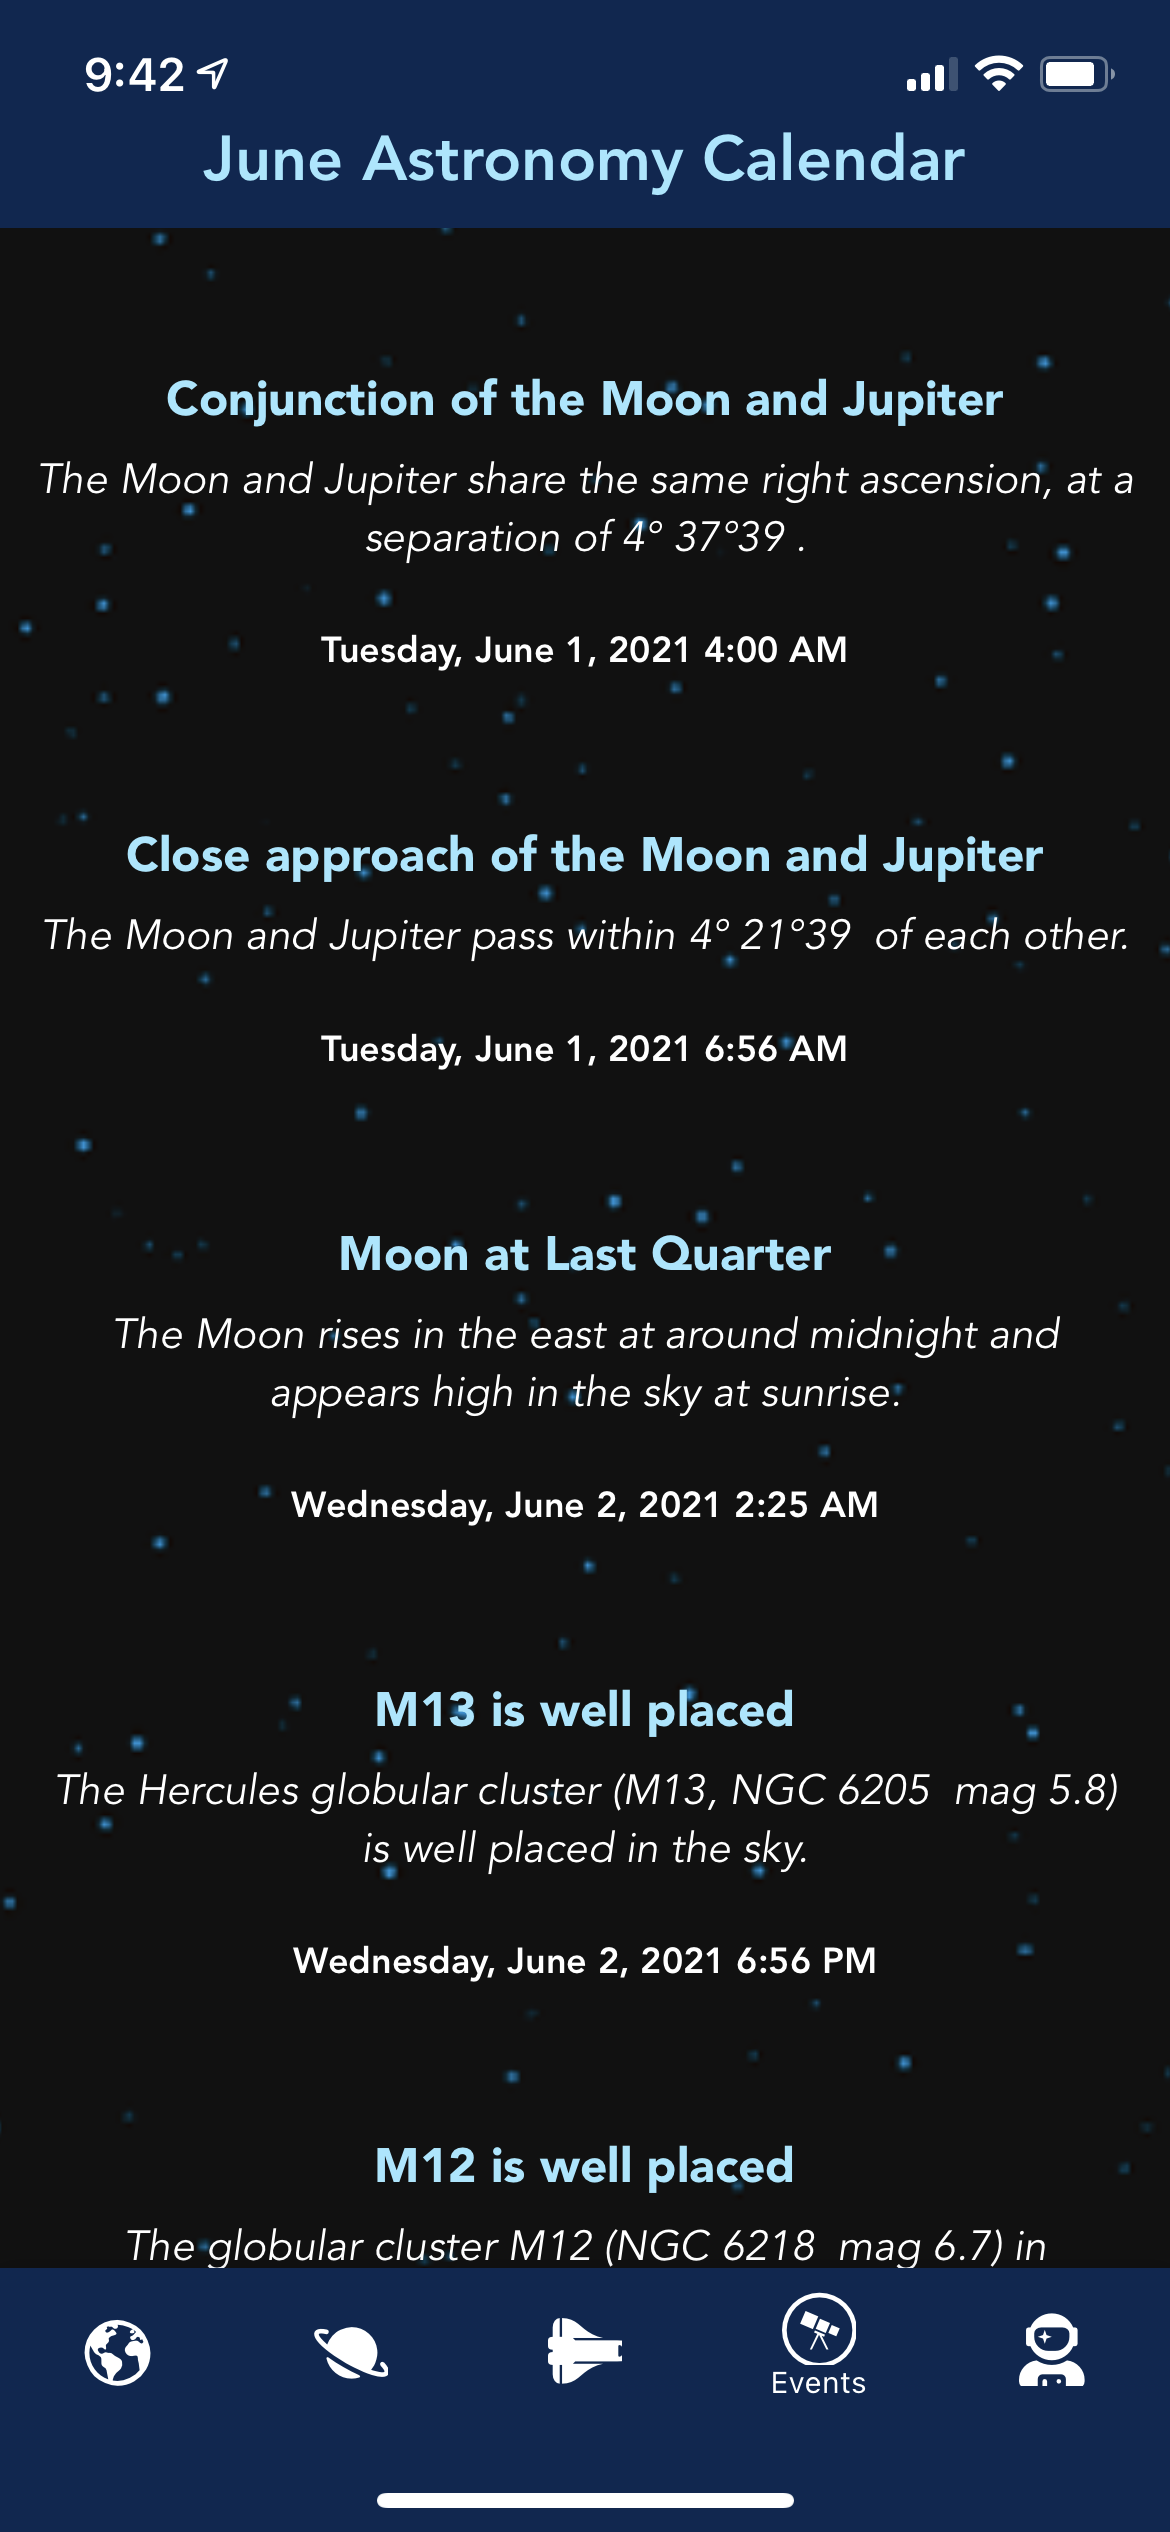 9:42
June Astronomy Calendar
Conjunction of the Moon and Jupiter
The Moon and Jupiter share the same right ascension, at a
separation of 4° 37°39 .
Tuesday, June 1, 2021 4:00 AM
Close approach of the Moon and Jupiter
The Moon and Jupiter pass within 4° 21°39  of each other.
Tuesday, June 1, 2021 6:56 AM
Moon at Last Quarter
The Moon rises in the east at around midnight and
appears high in the sky at sunrise.
Wednesday, June 2, 2021 2:25 AM
M13 is well placed
The Hercules globular cluster (M13, NGC 6205  mag 5.8)
is well placed in the sky.
Wednesday, June 2, 2021 6:56 PM
M12 is well placed
The globular cluster M12 (NGC 6218  mag 6.7) in
Events